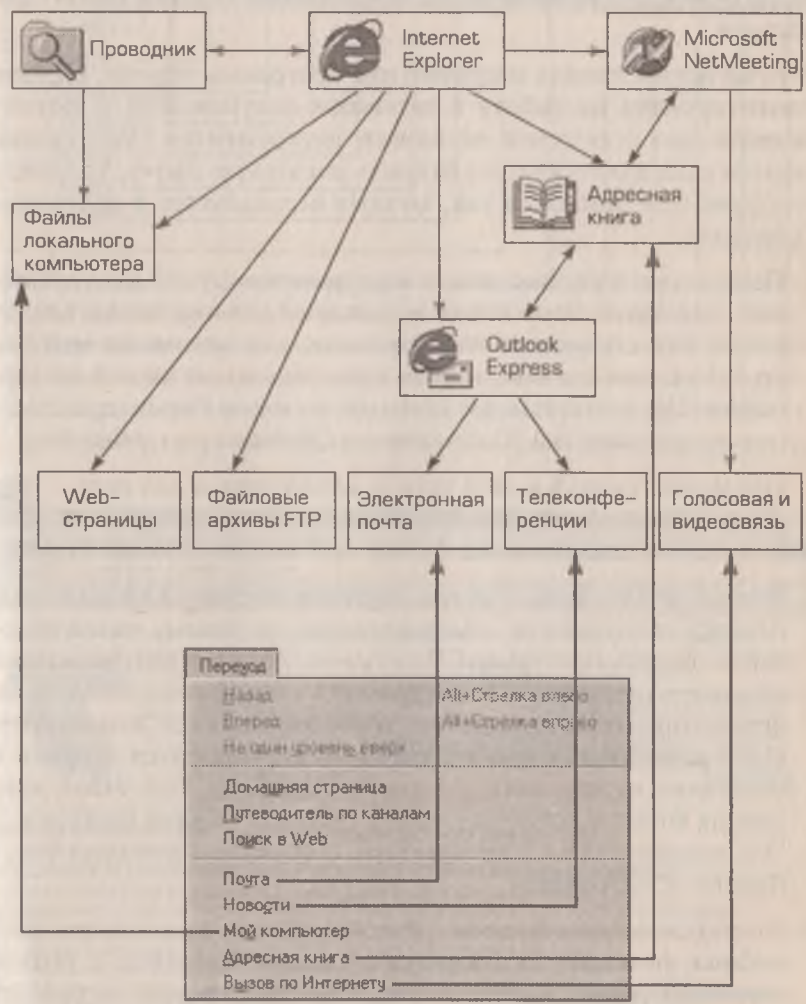 Проводник
Internet
Explorer
Microsoft
NetMeeting
Адресная
книга
Файлы
локального
компьютера
Outlook
Express
Web-
страницы
Файловые
архивы FTP
Электронная
почта
Телеконфе-
ренции
Голосовая и
видеосвязь
Переход
Назад Alt+Стрелка влево
Вперед Alt+Стрелка вправо
На один уровень вверх
Домашняя страница
Путеводитель по каналам
Поиск в Web
Почта
Новости
Мой компьютер
Адресная книга
Вызов по Интернету